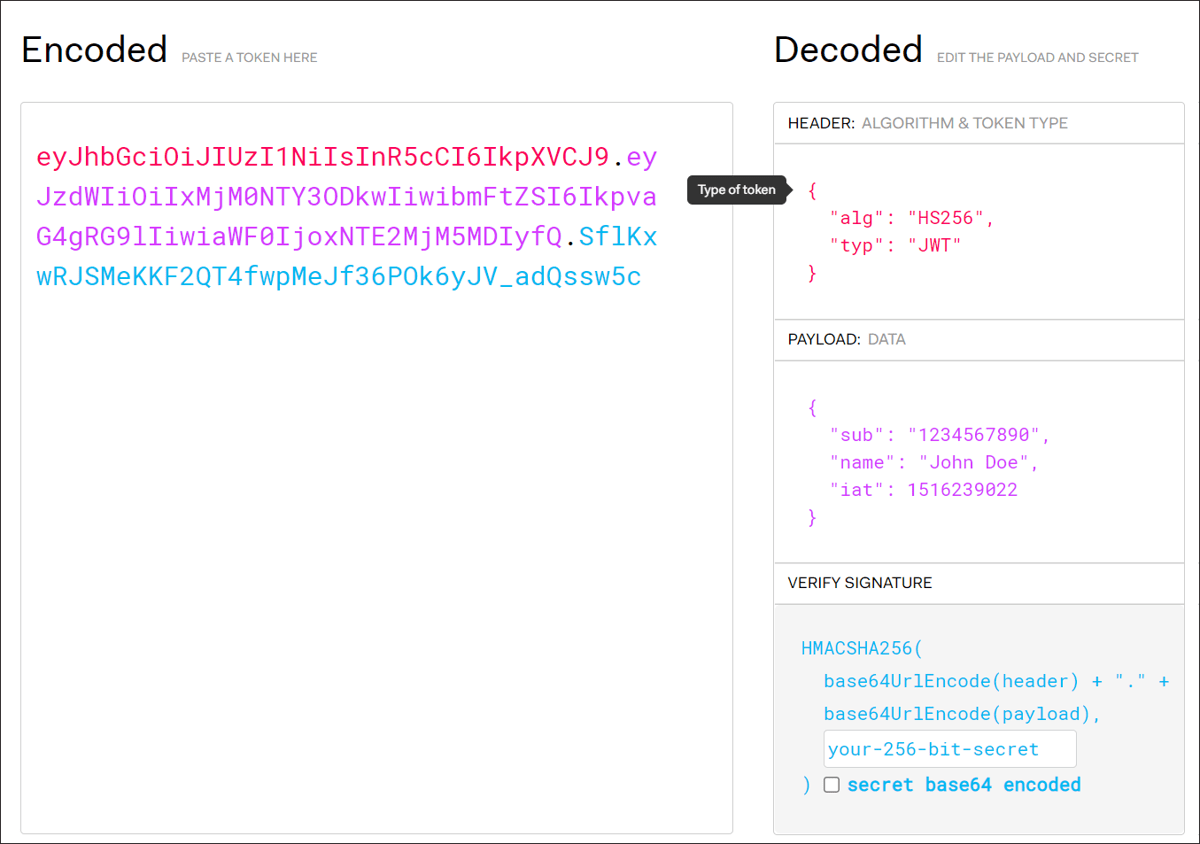 Encoded PASTE A TOKEN HERE
eyJhbGciOiJIUzI1NiIsInR5cCI6IkpXVCJ9.ey
JzdWIiOiIxMjM0NTY3ODkwIiwibmFtZSI6Ikpva
G4gRG9lIiwiaWF0IjoxNTE2MjM5MDIyfQ.SflKx
wRJSMeKKF2QT4fwpMeJf36POk6yJV_adQssw5c
Decoded EDIT THE PAYLOAD AND SECRET
HEADER: ALGORITHM & TOKEN TYPE
Type of token
{
"alg": "HS256",
"typ": "JWT"
}
PAYLOAD: DATA
{
"sub": "1234567890",
"name": "John Doe",
"iat": 1516239022
}
VERIFY SIGNATURE
HMACSHA256(
base64UrlEncode(header) + "." +
base64UrlEncode(payload),
your-256-bit-secret
) secret base64 encoded